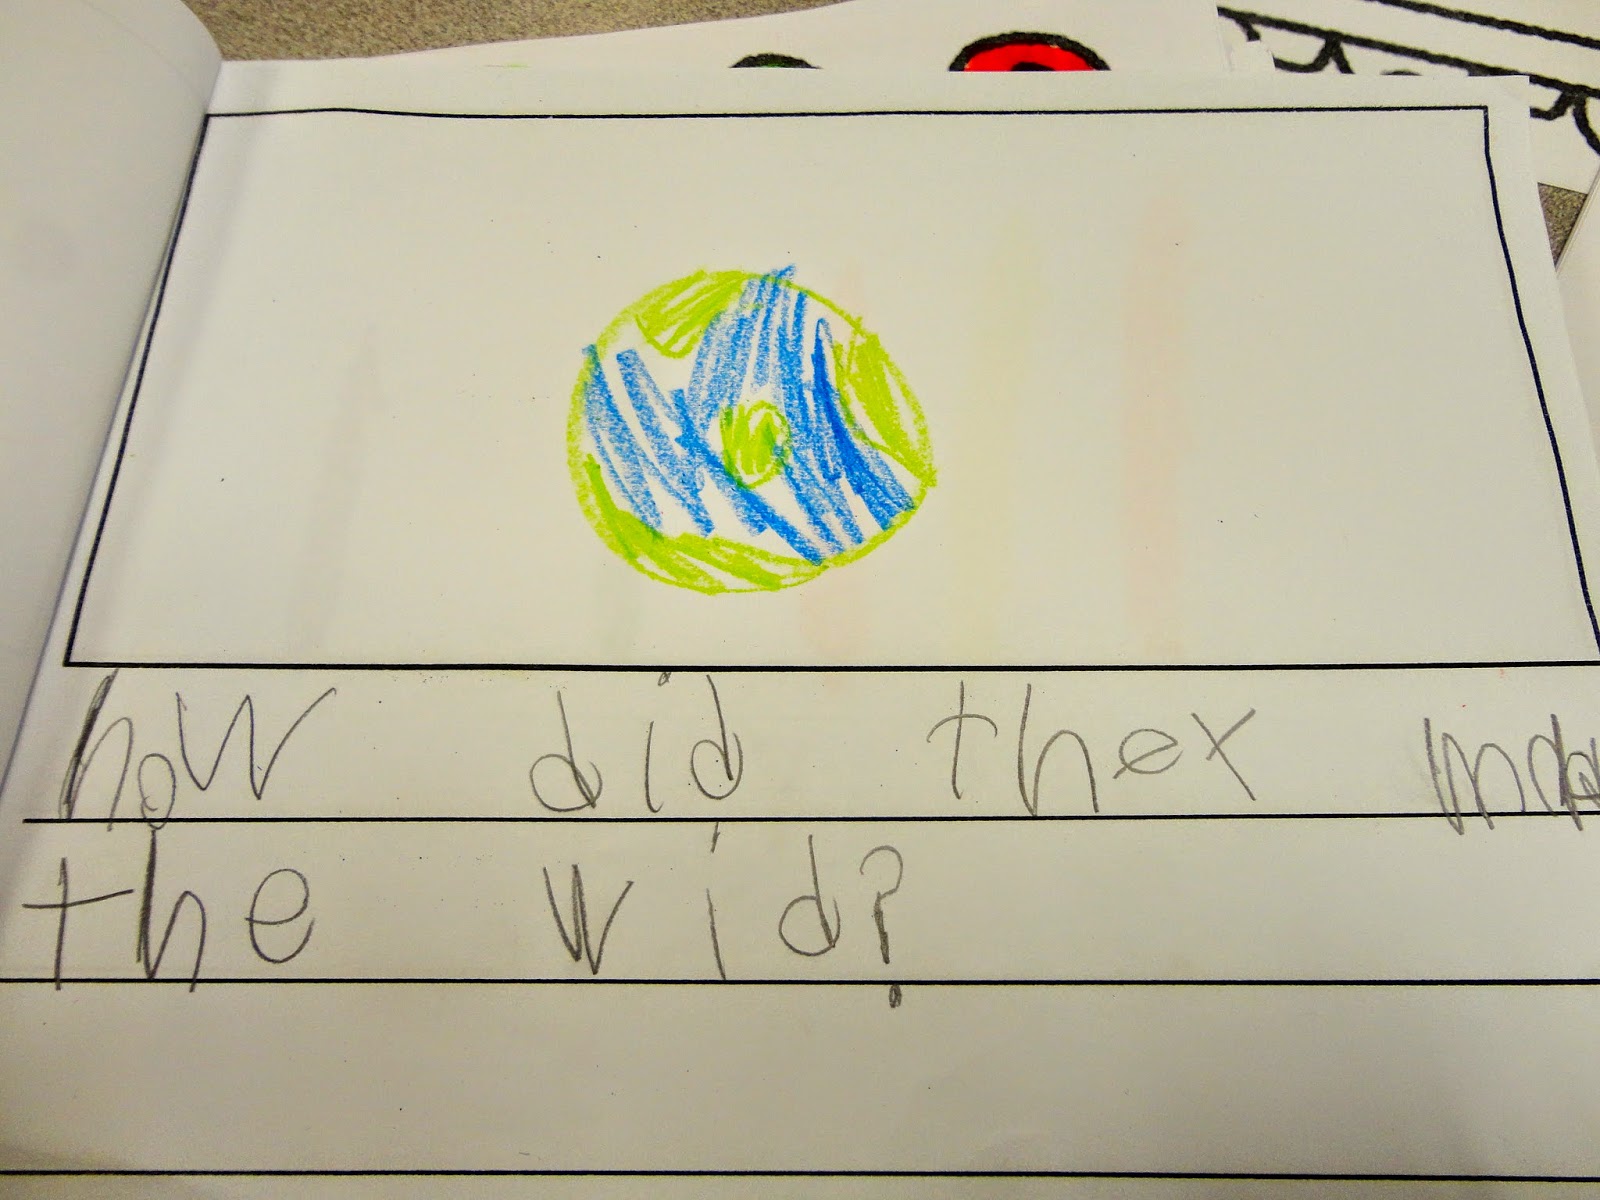 how did thex
the wid?